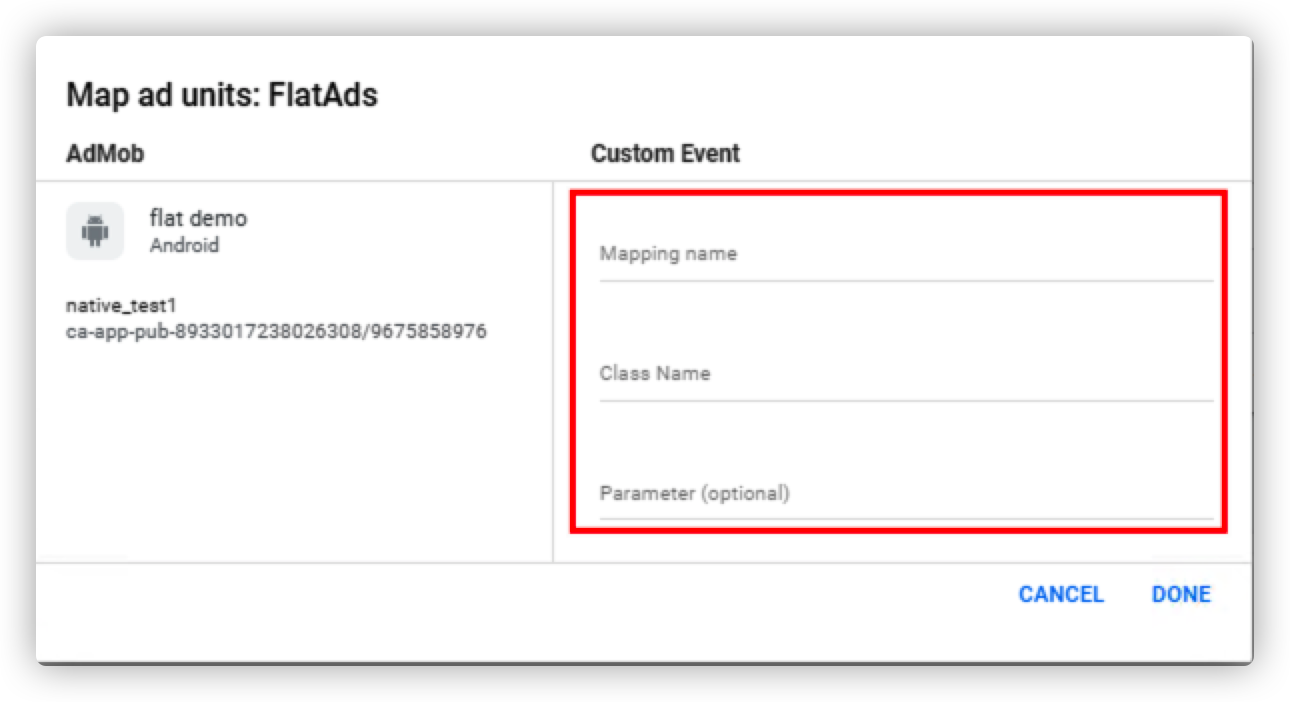 Map ad units: FlatAds
AdMob
Custom Event
flat demo
Android
native_test1
ca-app-pub-8933017238026308/9675858976
Mapping name
Class Name
Parameter (optional)
CANCEL
DONE